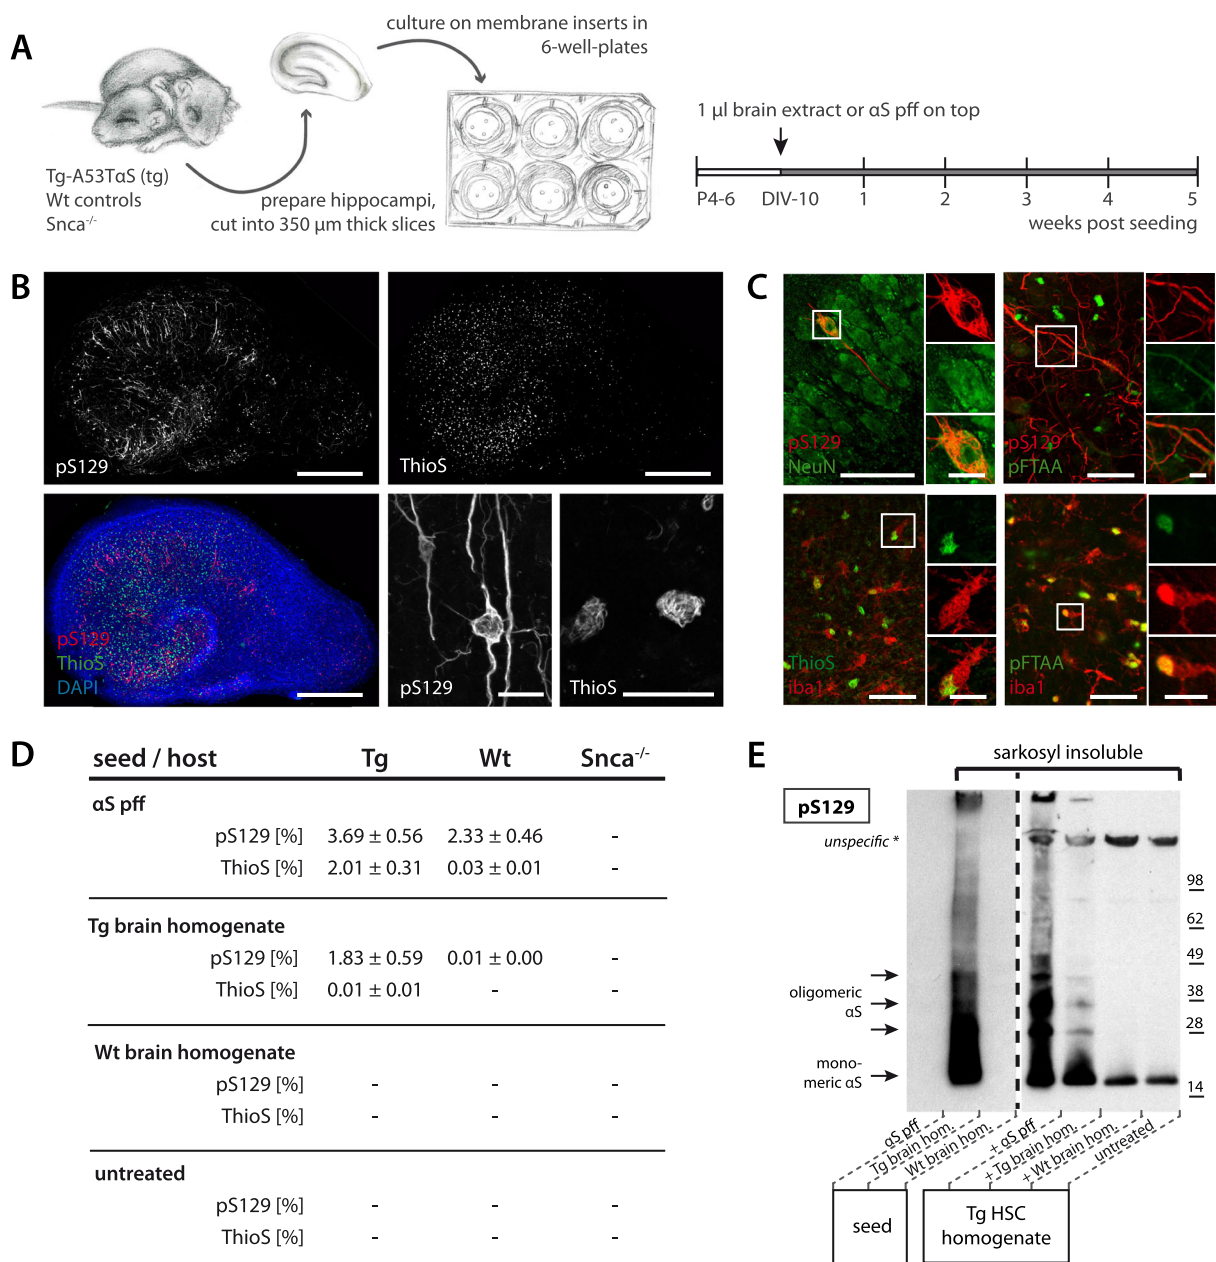 A
culture on membrane inserts in
6-well-plates
Tg-A53TαS (tg)
Wt controls
Snca-/-
prepare hippocampi,
cut into 350 μm thick slices
1 μl brain extract or αS pff on top
P4-6 DIV-10 1 2 3 4 5
weeks post seeding
B
pS129
ThioS
pS129
ThioS
DAPI
pS129
ThioS
C
pS129
NeuN
pS129
pFTAA
ThioS
iba1
pFTAA
iba1
D
seed / host Tg Wt Snca-/-
αS pff
pS129 [%] 3.69 ± 0.56 2.33 ± 0.46 -
ThioS [%] 2.01 ± 0.31 0.03 ± 0.01 -
Tg brain homogenate
pS129 [%] 1.83 ± 0.59 0.01 ± 0.00 -
ThioS [%] 0.01 ± 0.01 - -
Wt brain homogenate
pS129 [%] - - -
ThioS [%] - - -
untreated
pS129 [%] - - -
ThioS [%] - - -
E
sarkosyl insoluble
pS129
unspecific *
98
62
49
38
28
14
oligomeric
αS
mono-
meric αS
αS pff
Tg brain hom.
Wt brain hom.
+ αS pff
+ Tg brain hom.
+ Wt brain hom.
untreated
seed
Tg HSC
homogenate